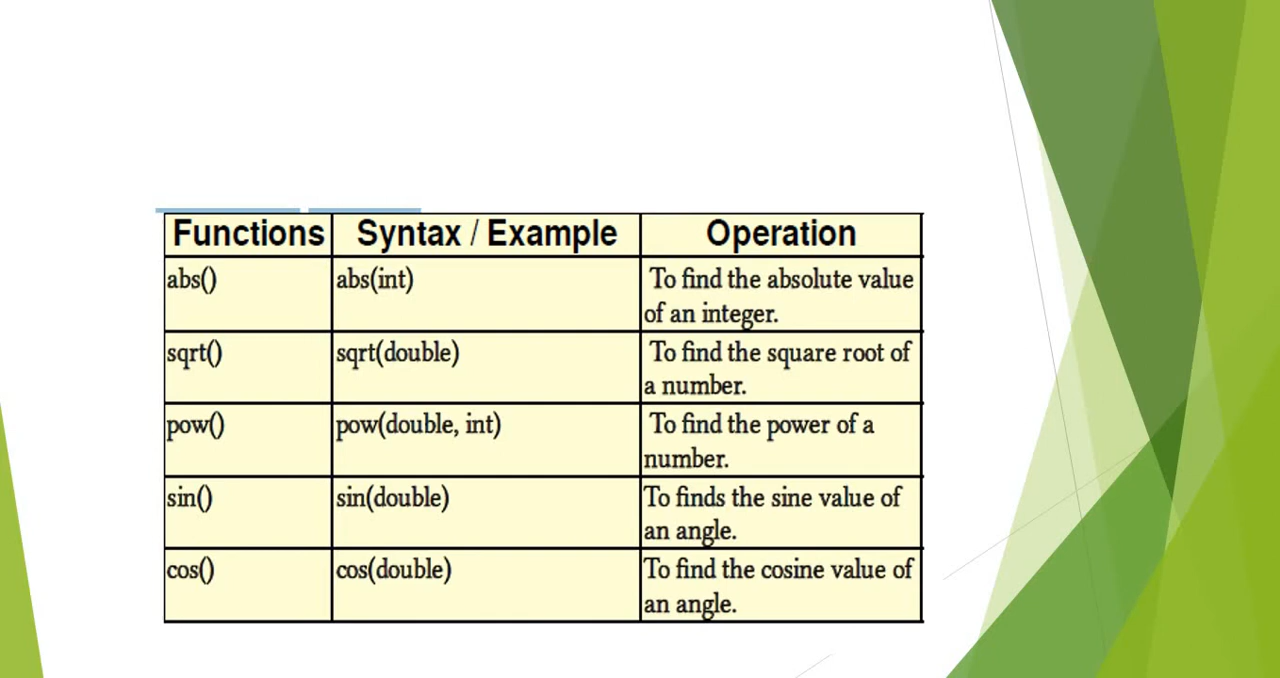 Functions Syntax / Example Operation
abs() abs(int) To find the absolute value
of an integer.
sqrt() sqrt(double) To find the square root of
a number.
pow() pow(double, int) To find the power of a
number.
sin() sin(double) To finds the sine value of
an angle.
cos() cos(double) To find the cosine value of
an angle.